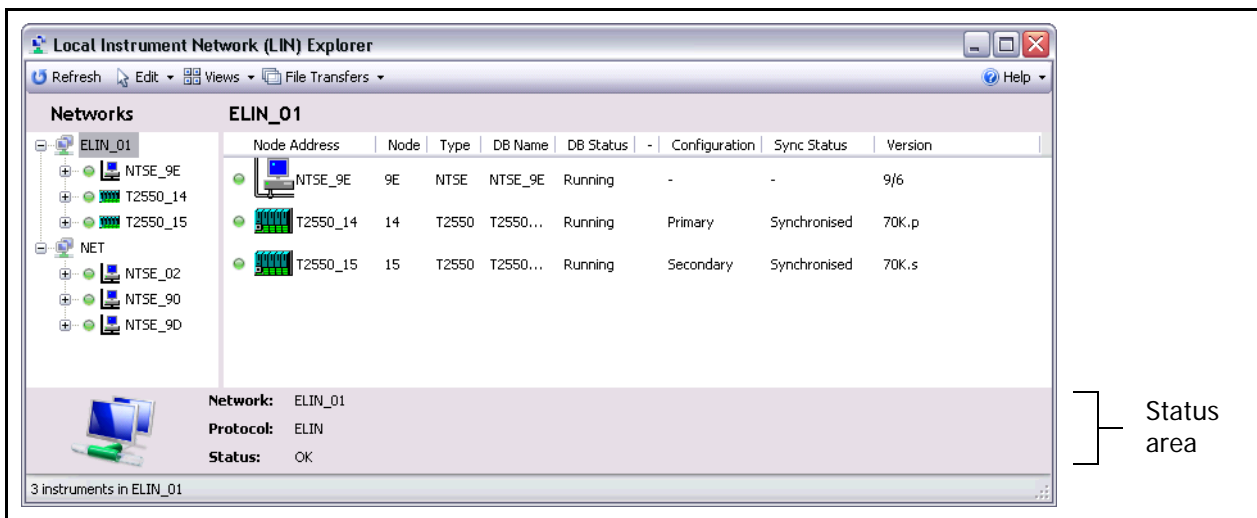 Local Instrument Network (LIN) Explorer
Refresh Edit Views File Transfers Help
Networks ELIN_01
ELIN_01 Node Address Node Type DB Name DB Status - Configuration Sync Status Version
NTSE_9E NTSE_9E 9E NTSE NTSE_9E Running - - 9/6
T2550_14 T2550_14 14 T2550 T2550... Running Primary Synchronised 70K.p
T2550_15
NET
T2550_15 15 T2550 T2550... Running Secondary Synchronised 70K.s
NTSE_02
NTSE_90
NTSE_9D
Network: ELIN_01
Protocol: ELIN
Status: OK
Status
area
3 instruments in ELIN_01